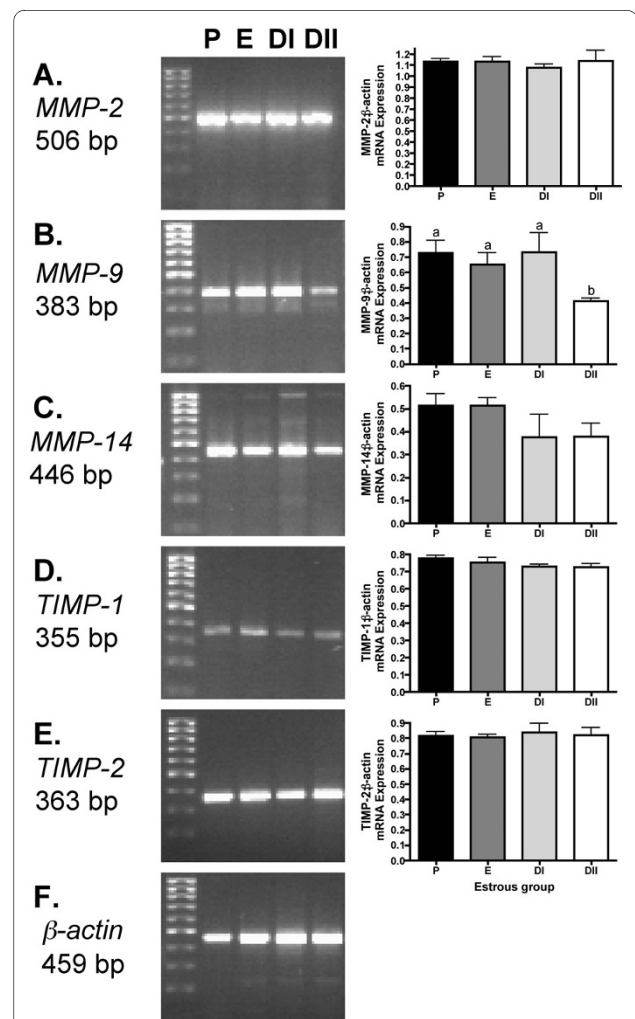 P E DI DII
A.
MMP-2
506 bp
MMP-2:β-actin
mRNA Expression
1.2
1.1
1.0
0.9
0.8
0.7
0.6
0.5
0.4
0.3
0.2
0.1
0.0
P E DI DII
B.
MMP-9
383 bp
MMP-9:β-actin
mRNA Expression
0.9
0.8
0.7
0.6
0.5
0.4
0.3
0.2
0.1
0.0
a a a b
P E DI DII
C.
MMP-14
446 bp
MMP-14:β-actin
mRNA Expression
0.6
0.5
0.4
0.3
0.2
0.1
0.0
P E DI DII
D.
TIMP-1
355 bp
TIMP-1:β-actin
mRNA Expression
0.8
0.7
0.6
0.5
0.4
0.3
0.2
0.1
0.0
P E DI DII
E.
TIMP-2
363 bp
TIMP-2:β-actin
mRNA Expression
0.9
0.8
0.7
0.6
0.5
0.4
0.3
0.2
0.1
0.0
P E DI DII
Estrous group
F.
β-actin
459 bp